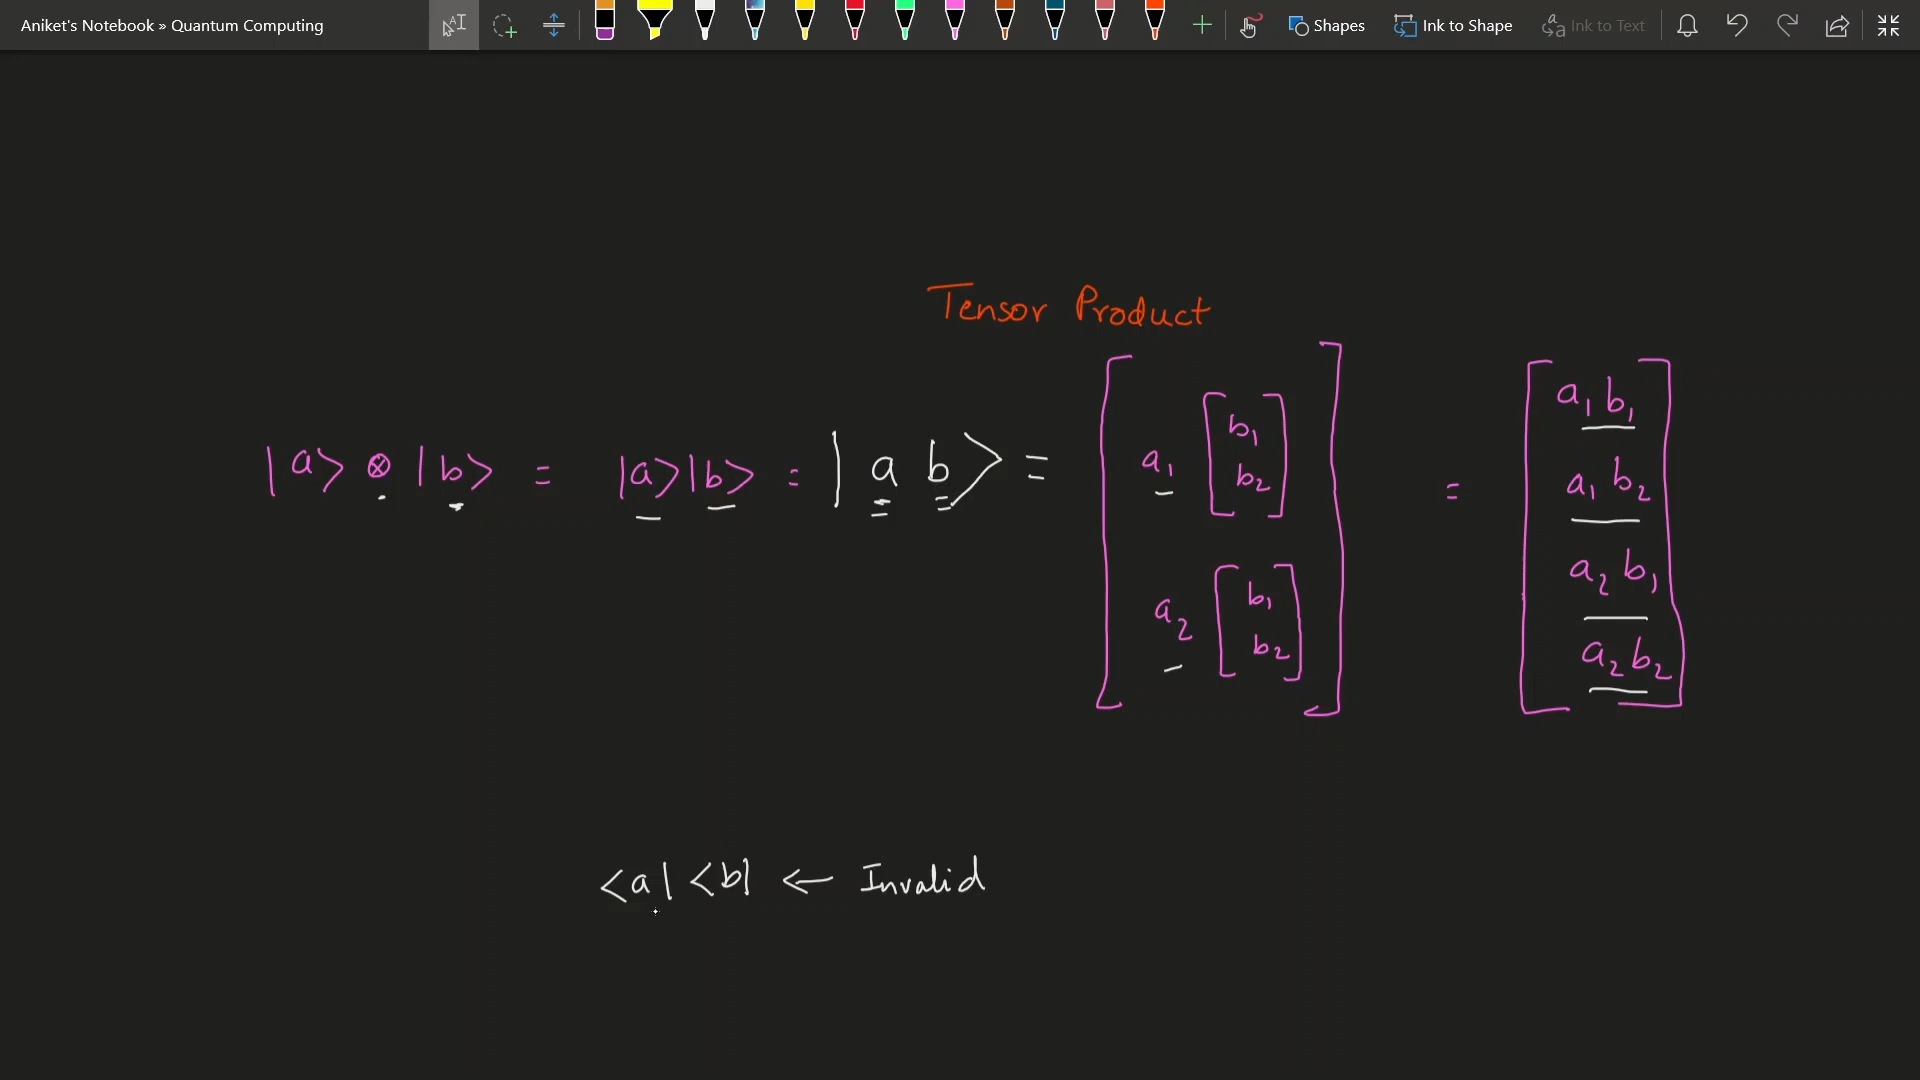 Aniket's Notebook » Quantum Computing Shapes Ink to Shape Ink to Text
Tensor Product
|a> ⊗ |b> = |a>|b> = |a b> = [ a₁ [ b₁ b₂ ] a₂ [ b₁ b₂ ] ] = [ a₁b₁ a₁b₂ a₂b₁ a₂b₂ ]
<a| <b| ← Invalid